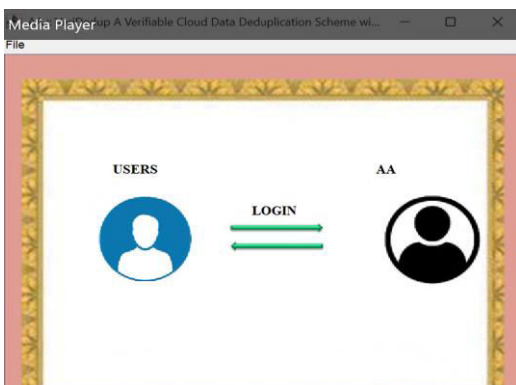 Media Player
up A Verifiable Cloud Data Deduplication Scheme wi...
File
USERS
AA
LOGIN